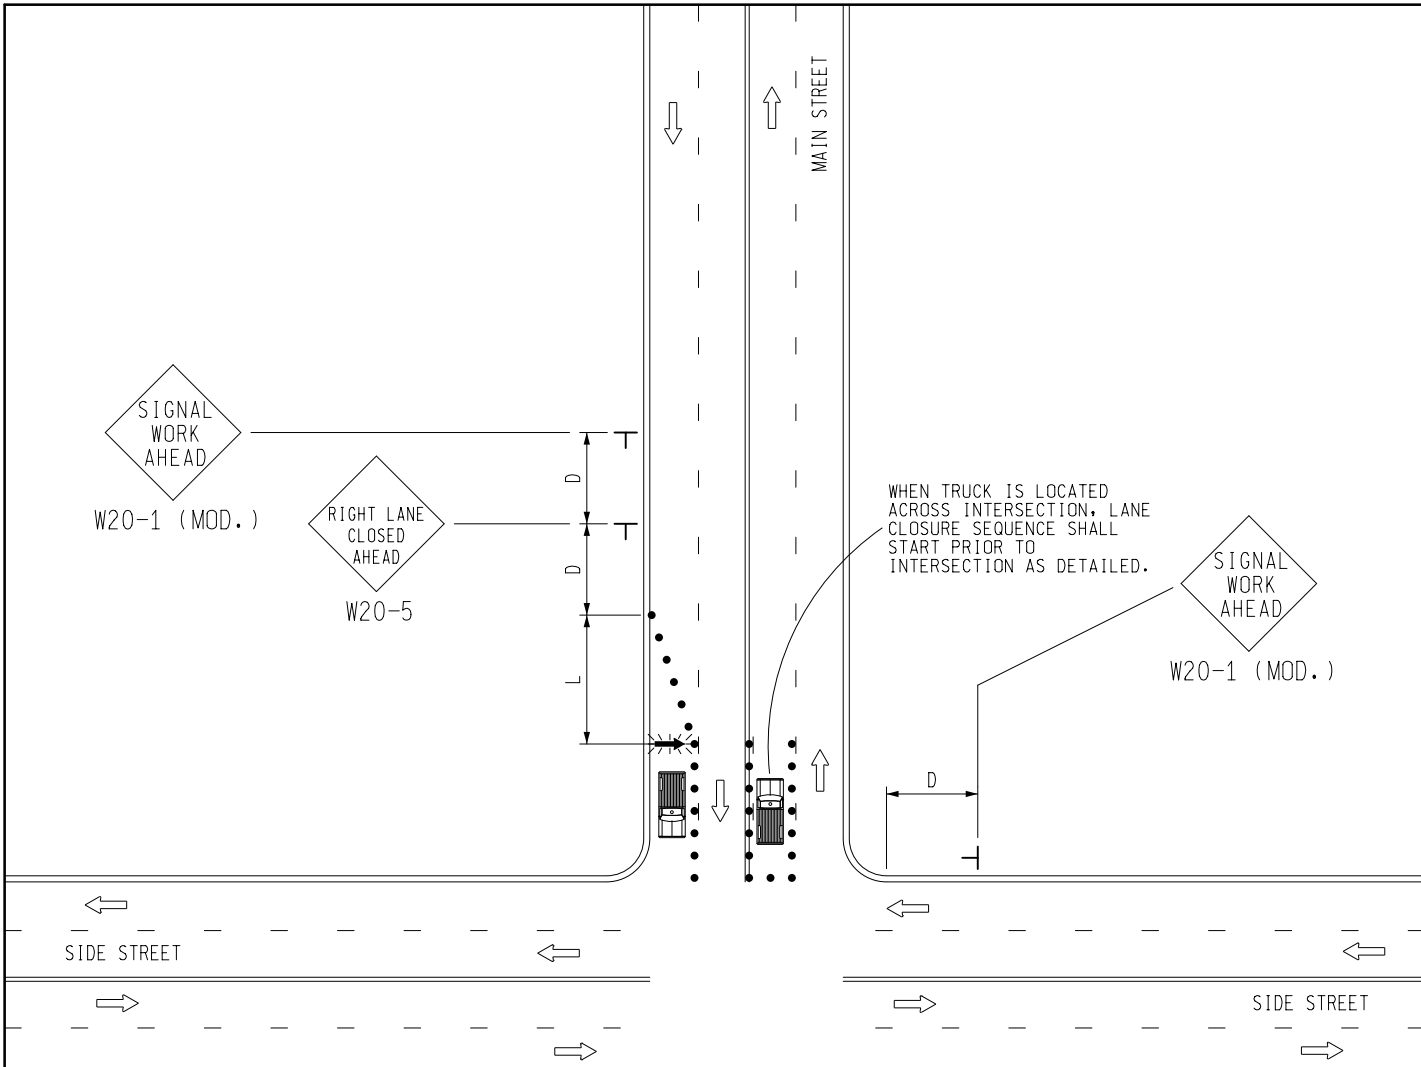 MAIN STREET
SIGNAL
WORK
AHEAD
W20-1 (MOD.)
RIGHT LANE
CLOSED
AHEAD
W20-5
D
D
L
WHEN TRUCK IS LOCATED
ACROSS INTERSECTION, LANE
CLOSURE SEQUENCE SHALL
START PRIOR TO
INTERSECTION AS DETAILED.
SIGNAL
WORK
AHEAD
W20-1 (MOD.)
D
SIDE STREET
SIDE STREET